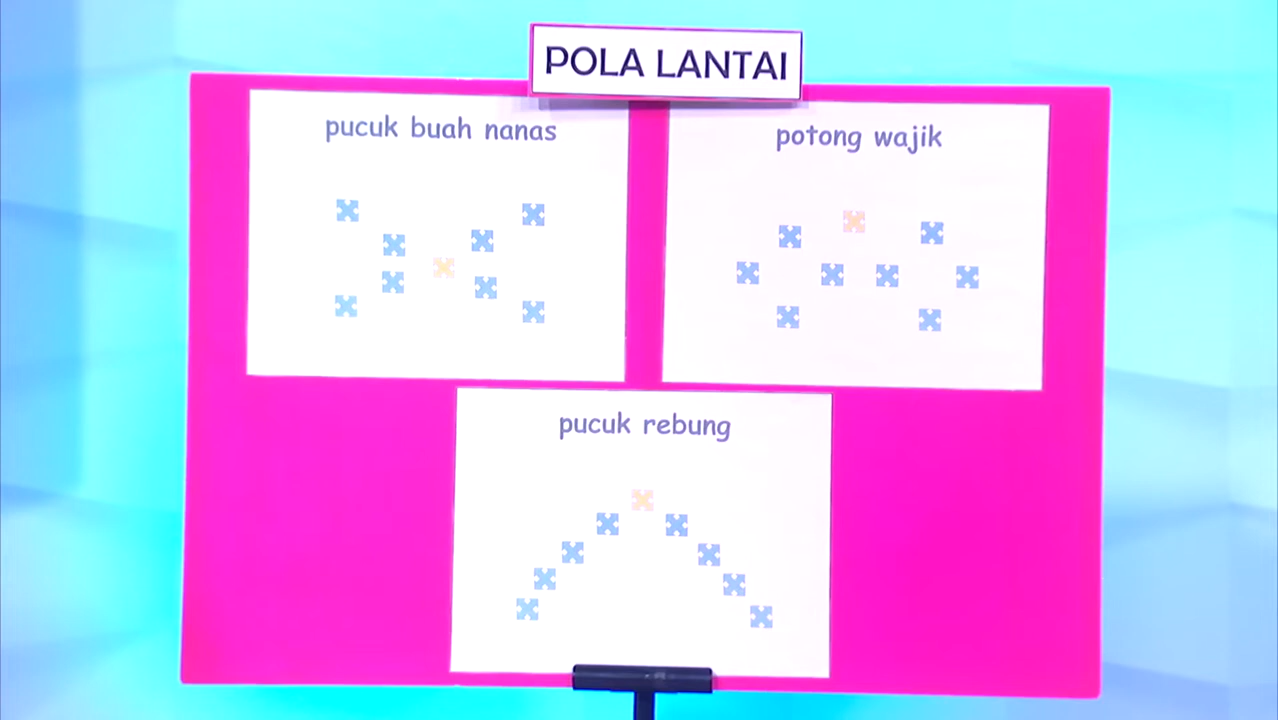 POLA LANTAI
pucuk buah nanas
potong wajik
pucuk rebung